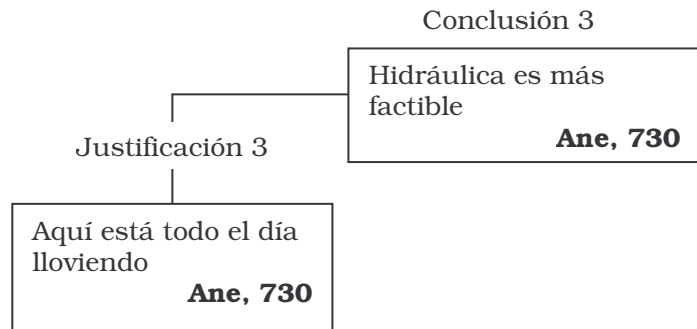 Conclusión 3
Hidráulica es más
factible
Ane, 730
Justificación 3
Aquí está todo el día
lloviendo
Ane, 730